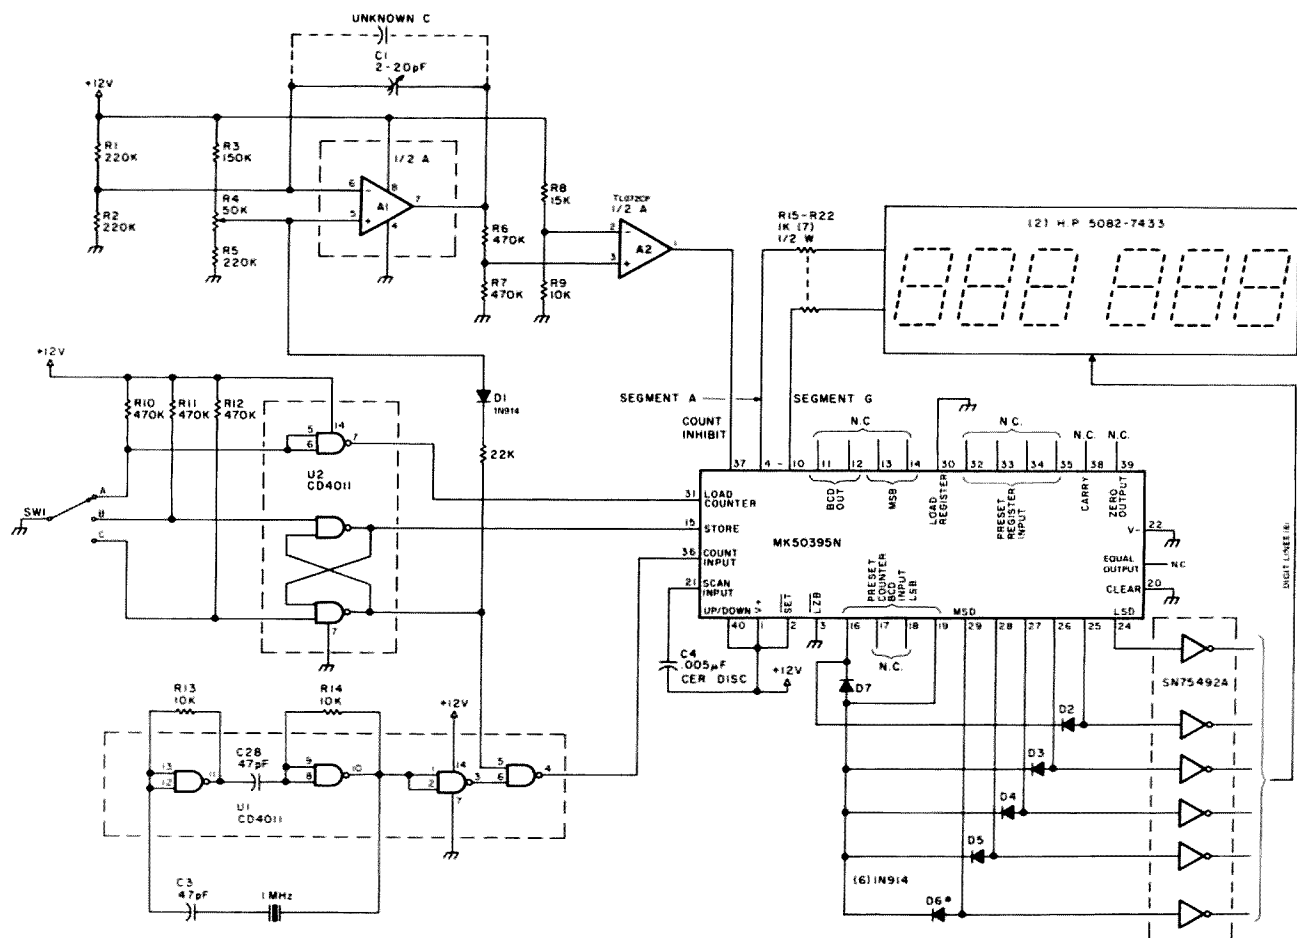 UNKNOWN C
C1
2-20pF
+12V
R1
220K
R2
220K
R3
150K
R4
50K
R5
220K
1/2 A
6
-
5
+
A1
8
4
7
R6
470K
R7
470K
R8
15K
R9
10K
TL072CP
1/2 A
2
-
3
+
A2
1
R15-R22
1K (7)
1/2 W
(2) H.P 5082-7433
+12V
R10
470K
R11
470K
R12
470K
14
5
6
7
U2
CD4011
7
SW1
A
B
C
D1
1N914
22K
SEGMENT A
SEGMENT G
COUNT
INHIBIT
N.C
N.C.
N.C.
N.C.
37
4
-
10
11
12
13
14
30
32
33
34
35
38
39
31
LOAD
COUNTER
15
STORE
36
COUNT
INPUT
21
SCAN
INPUT
BCD
OUT
MSB
LOAD
REGISTER
PRESET
REGISTER
INPUT
CARRY
ZERO
OUTPUT
MK50395N
V-
22
EQUAL
OUTPUT
N.C
CLEAR
20
UP/DOWN
V+
SET
LZB
PRESET
COUNTER
BCD
INPUT
LSB
MSD
LSD
40
1
2
3
16
17
18
19
29
28
27
26
25
24
N.C.
C4
.005µF
CER DISC
+12V
D7
D2
D3
D4
D5
D6*
(6) 1N914
SN75492A
DIGIT LINES (6)
R13
10K
R14
10K
+12V
13
12
11
C28
47pF
9
8
10
1
2
14
3
7
5
6
4
U1
CD4011
C3
47pF
1MHz